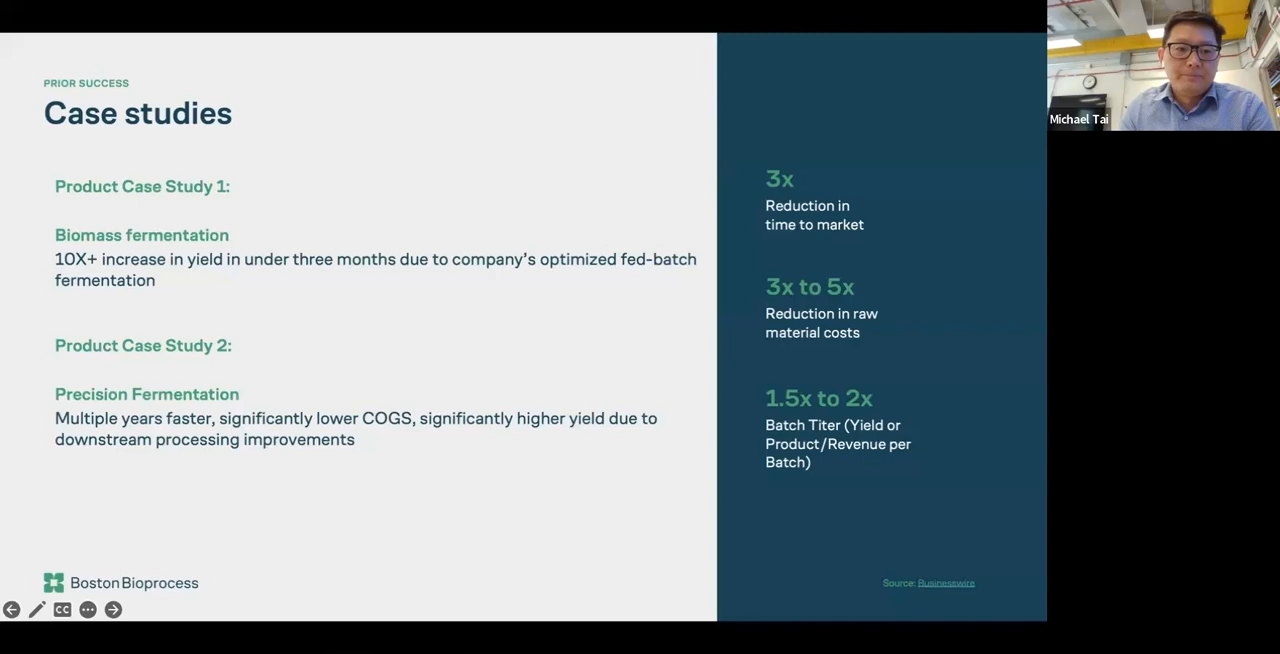 PRIOR SUCCESS
Case studies
Product Case Study 1:
Biomass fermentation
10X+ increase in yield in under three months due to company’s optimized fed-batch
fermentation
Product Case Study 2:
Precision Fermentation
Multiple years faster, significantly lower COGS, significantly higher yield due to
downstream processing improvements
Boston Bioprocess
CC
3x
Reduction in
time to market
3x to 5x
Reduction in raw
material costs
1.5x to 2x
Batch Titer (Yield or
Product/Revenue per
Batch)
Source: Businesswire
Michael Tai